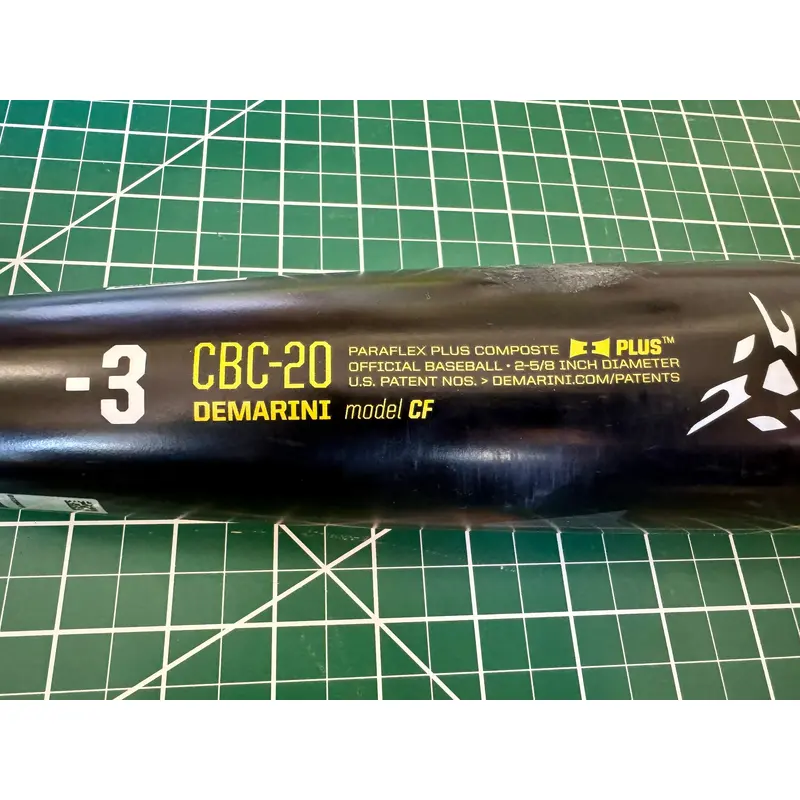 -3
CBC-20
DEMARINI model CF
PARAFLEX PLUS COMPOSTE 3 PLUS™
OFFICIAL BASEBALL • 2-5/8 INCH DIAMETER
U.S. PATENT NOS. > DEMARINI.COM/PATENTS